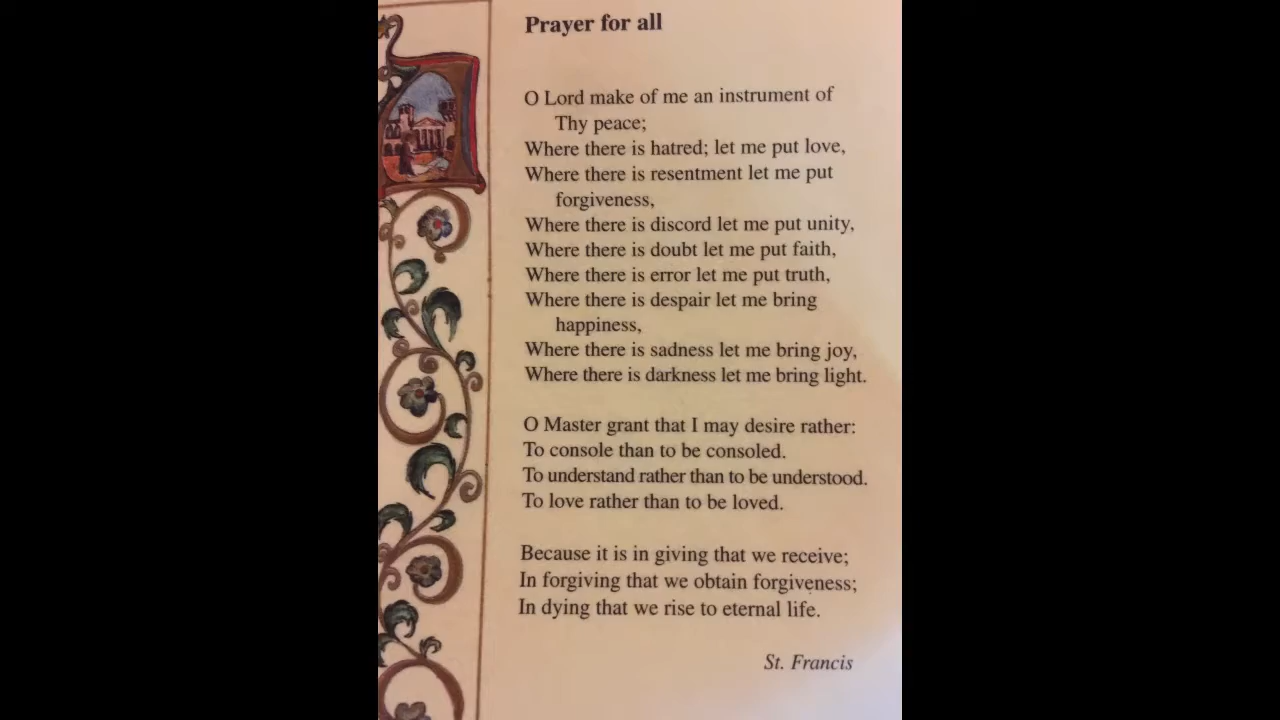 Prayer for all
O Lord make of me an instrument of
Thy peace;
Where there is hatred; let me put love,
Where there is resentment let me put
forgiveness,
Where there is discord let me put unity,
Where there is doubt let me put faith,
Where there is error let me put truth,
Where there is despair let me bring
happiness,
Where there is sadness let me bring joy,
Where there is darkness let me bring light.
O Master grant that I may desire rather:
To console than to be consoled.
To understand rather than to be understood.
To love rather than to be loved.
Because it is in giving that we receive;
In forgiving that we obtain forgiveness;
In dying that we rise to eternal life.
St. Francis